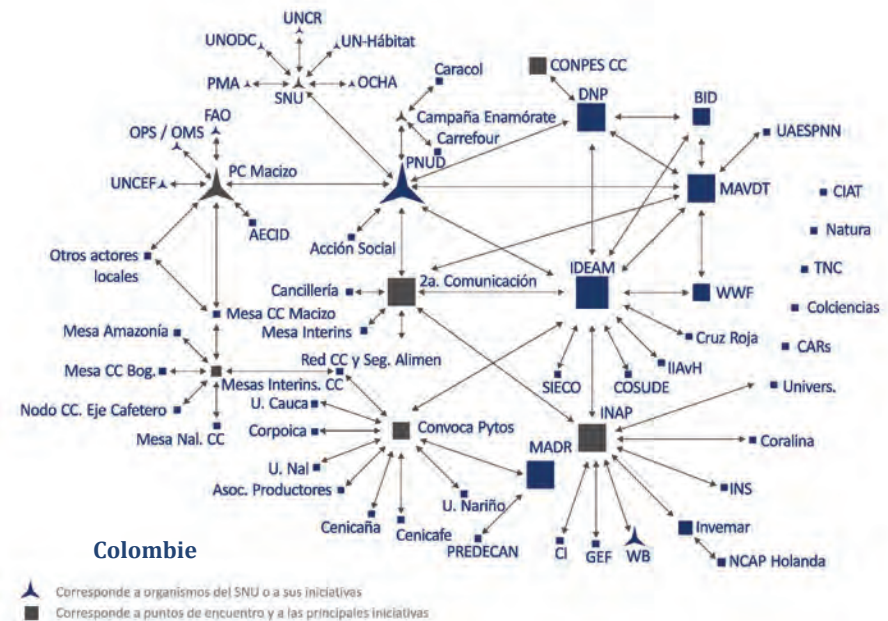 UNCR
UNODC
UN-Hábitat
PMA
OCHA
SNU
Caracol
CONPES CC
DNP
BID
FAO
Campaña Enamórate
OPS / OMS
Carrefour
UAESPNN
PC Macizo
PNUD
UNCEF
MAVDT
CIAT
AECID
Acción Social
Natura
Otros actores
locales
IDEAM
2a. Comunicación
TNC
Cancillería
WWF
Colciencias
Mesa CC Macizo
Mesa Amazonía
Mesa Interins
Cruz Roja
CARs
Red CC y Seg. Alimen
IIAvH
Mesa CC Bog.
Mesas Interins. CC
SIECO
COSUDE
Univers.
U. Cauca
Nodo CC. Eje Cafetero
INAP
Corpoica
Convoca Pytos
Mesa Nal. CC
MADR
Coralina
U. Nal
Asoc. Productores
INS
U. Nariño
Cenicaña
Cenicafe
Invemar
PREDECAN
CI
GEF
WB
NCAP Holanda
Colombie
Corresponde a organismos del SNU o a sus iniciativas
Corresponde a puntos de encuentro y a las principales iniciativas